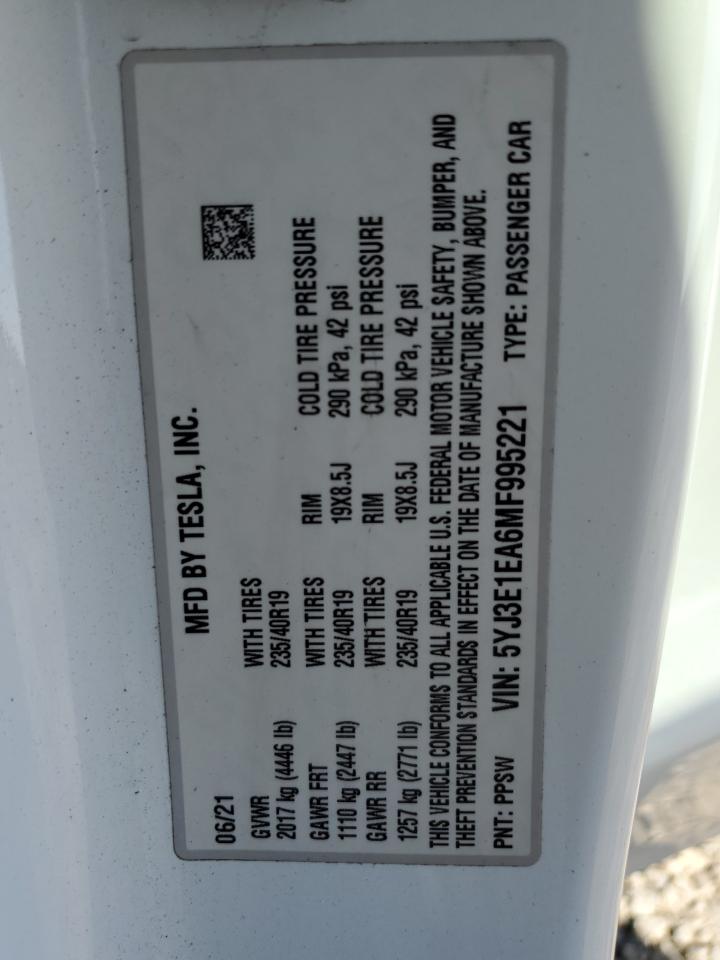 MFD BY TESLA, INC.
06/21
GVWR WITH TIRES
2017 kg (4446 lb) 235/40R19
GAWR FRT WITH TIRES RIM COLD TIRE PRESSURE
1110 kg (2447 lb) 235/40R19 19X8.5J 290 kPa, 42 psi
GAWR RR WITH TIRES RIM COLD TIRE PRESSURE
1257 kg (2771 lb) 235/40R19 19X8.5J 290 kPa, 42 psi
THIS VEHICLE CONFORMS TO ALL APPLICABLE U.S. FEDERAL MOTOR VEHICLE SAFETY, BUMPER, AND
THEFT PREVENTION STANDARDS IN EFFECT ON THE DATE OF MANUFACTURE SHOWN ABOVE.
PNT: PPSW VIN: 5YJ3E1EA6MF995221 TYPE: PASSENGER CAR